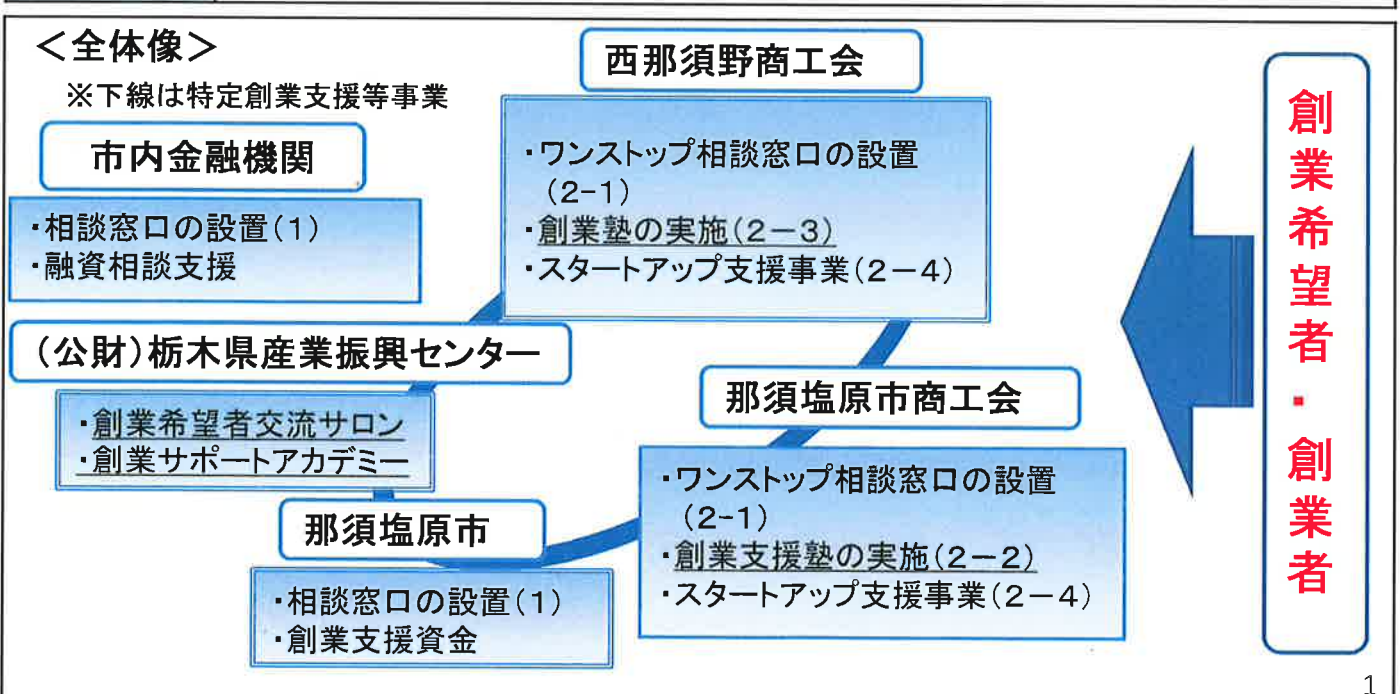 ＜全体像＞
※下線は特定創業支援等事業
市内金融機関
・相談窓口の設置(1)
・融資相談支援
西那須野商工会
・ワンストップ相談窓口の設置
(2-1)
・創業塾の実施(2－3)
・スタートアップ支援事業(2－4)
(公財)栃木県産業振興センター
・創業希望者交流サロン
・創業サポートアカデミー
那須塩原市商工会
・ワンストップ相談窓口の設置
(2-1)
・創業支援塾の実施(2－2)
・スタートアップ支援事業(2－4)
那須塩原市
・相談窓口の設置(1)
・創業支援資金
創業希望者・創業者
1